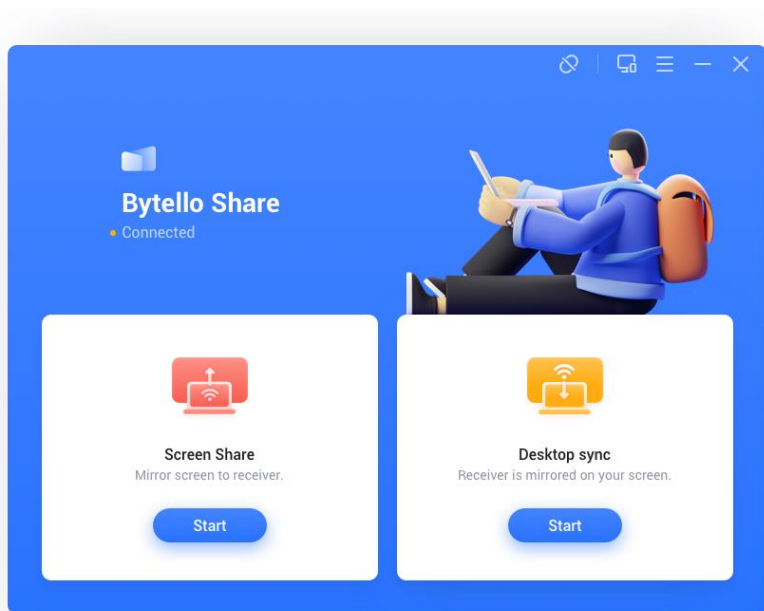 Bytello Share
Connected
Screen Share
Mirror screen to receiver.
Start
Desktop sync
Receiver is mirrored on your screen.
Start